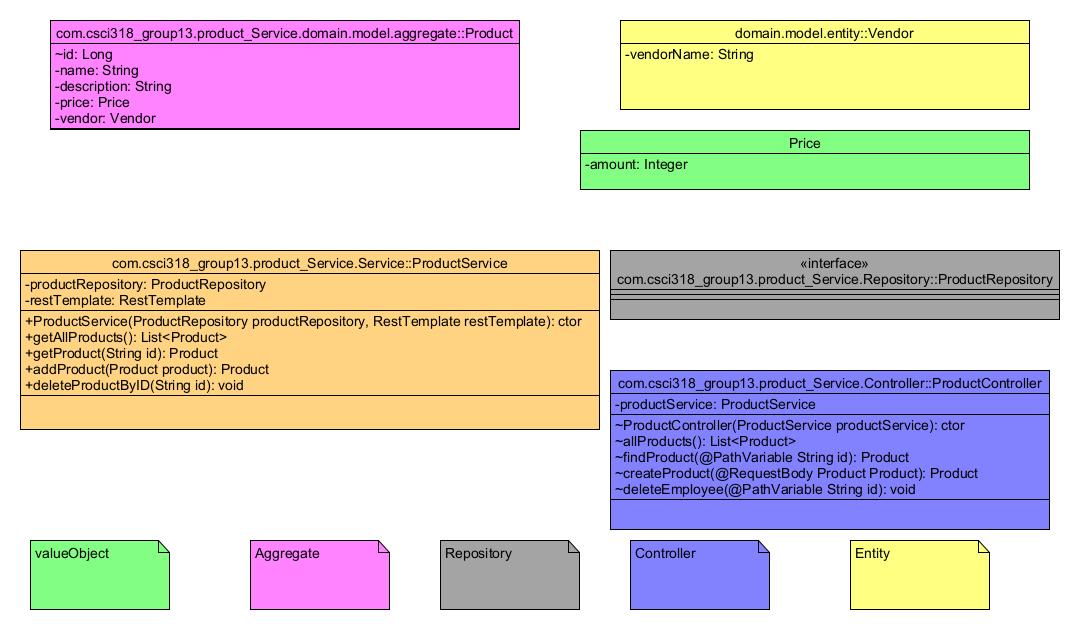 com.csci318_group13.product_Service.domain.model.aggregate::Product
~id: Long
-name: String
-description: String
-price: Price
-vendor: Vendor
domain.model.entity::Vendor
-vendorName: String
Price
-amount: Integer
com.csci318_group13.product_Service.Service::ProductService
-productRepository: ProductRepository
-restTemplate: RestTemplate
+ProductService(ProductRepository productRepository, RestTemplate restTemplate): ctor
+getAllProducts(): List<Product>
+getProduct(String id): Product
+addProduct(Product product): Product
+deleteProductByID(String id): void
«interface»
com.csci318_group13.product_Service.Repository::ProductRepository
com.csci318_group13.product_Service.Controller::ProductController
-productService: ProductService
~ProductController(ProductService productService): ctor
~allProducts(): List<Product>
~findProduct(@PathVariable String id): Product
~createProduct(@RequestBody Product Product): Product
~deleteEmployee(@PathVariable String id): void
valueObject
Aggregate
Repository
Controller
Entity